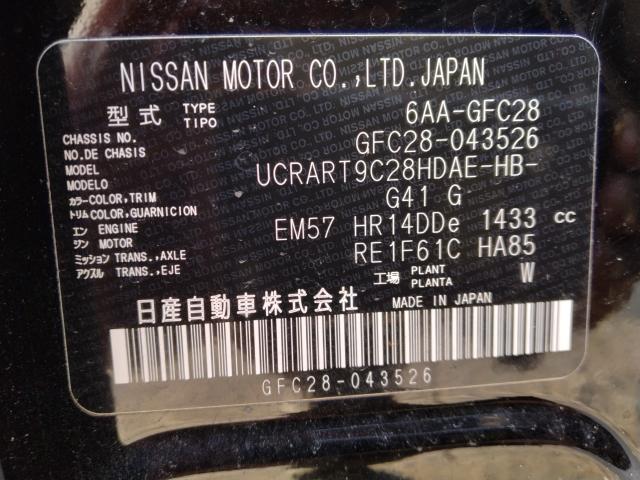 NISSAN MOTOR CO.,LTD.JAPAN
型式 TYPE TIPO 6AA-GFC28
CHASSIS NO. NO.DE CHASIS GFC28-043526
MODEL MODELO UCRART9C28HDAE-HB-
カラー COLOR,TRIM トリム COLOR,GUARNICION G41 G
エン ENGINE ジン MOTOR EM57 HR14DDe 1433 cc
ミッション TRANS.,AXLE アクスル TRANS.,EJE RE1F61C HA85
工場 PLANT PLANTA W
日産自動車株式会社 MADE IN JAPAN
GFC28-043526